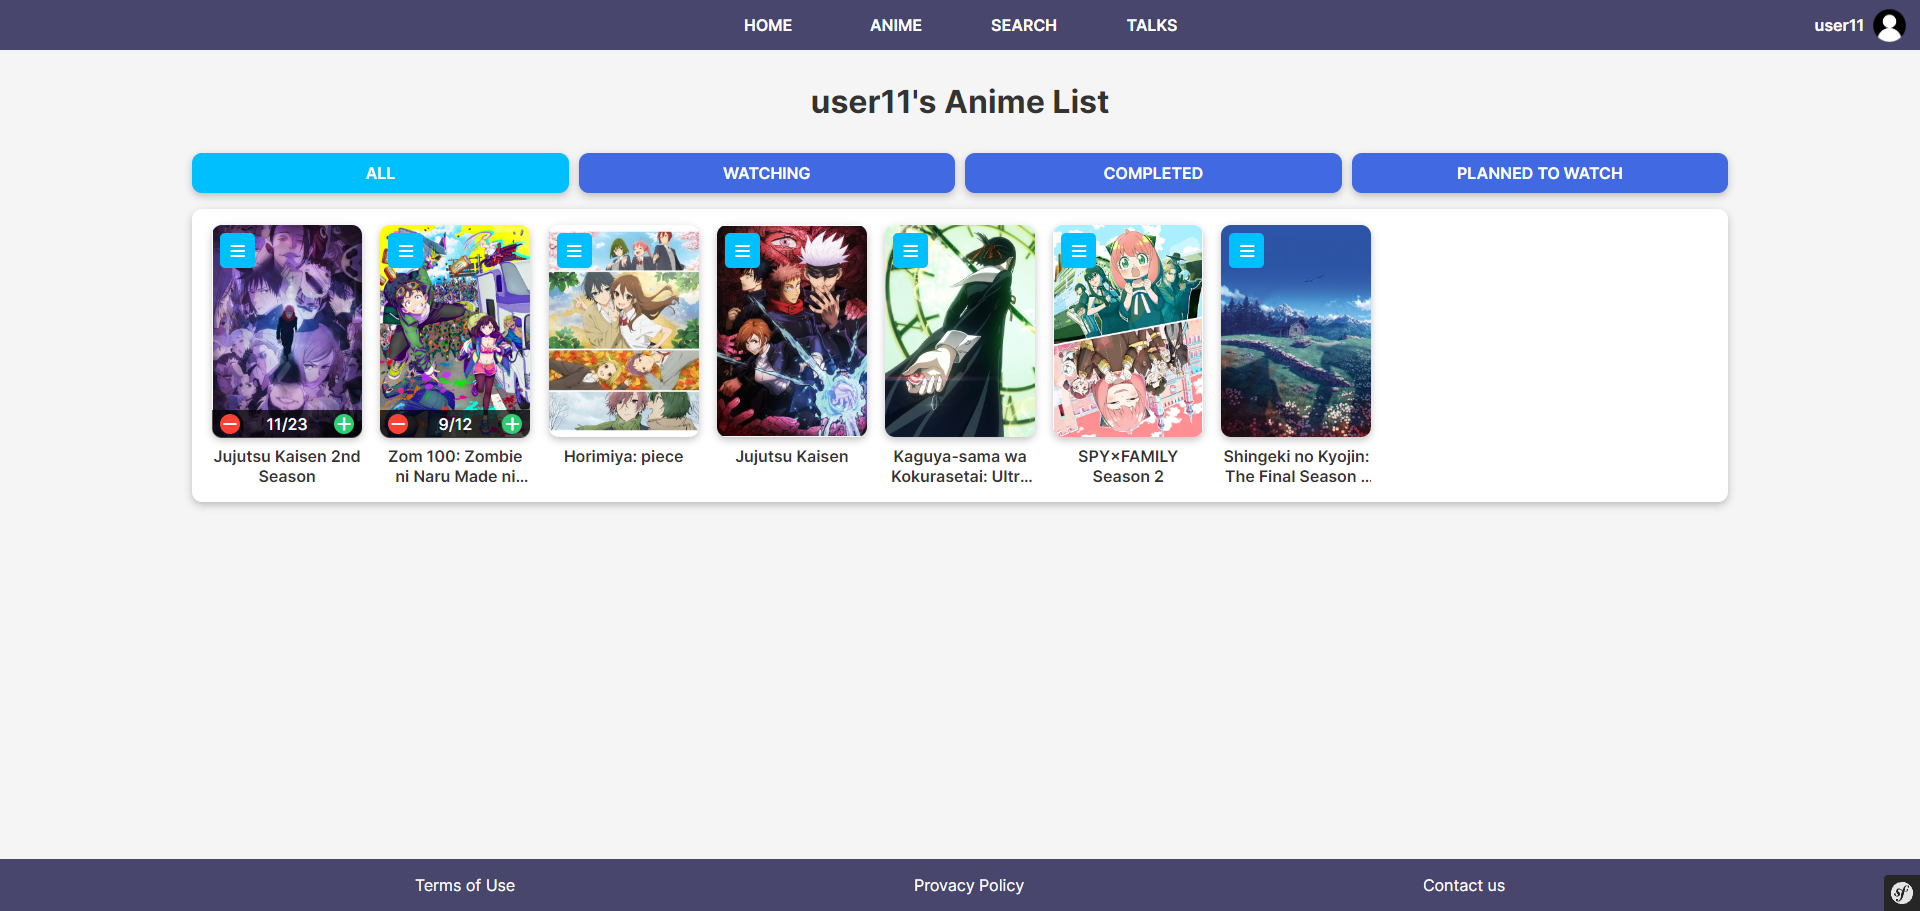 HOME ANIME SEARCH TALKS user11
user11's Anime List
ALL WATCHING COMPLETED PLANNED TO WATCH
11/23 9/12
Jujutsu Kaisen 2nd
Season
Zom 100: Zombie
ni Naru Made ni...
Horimiya: piece
Jujutsu Kaisen
Kaguya-sama wa
Kokurasetai: Ultr...
SPY×FAMILY
Season 2
Shingeki no Kyojin:
The Final Season ...
Terms of Use Provacy Policy Contact us
sf